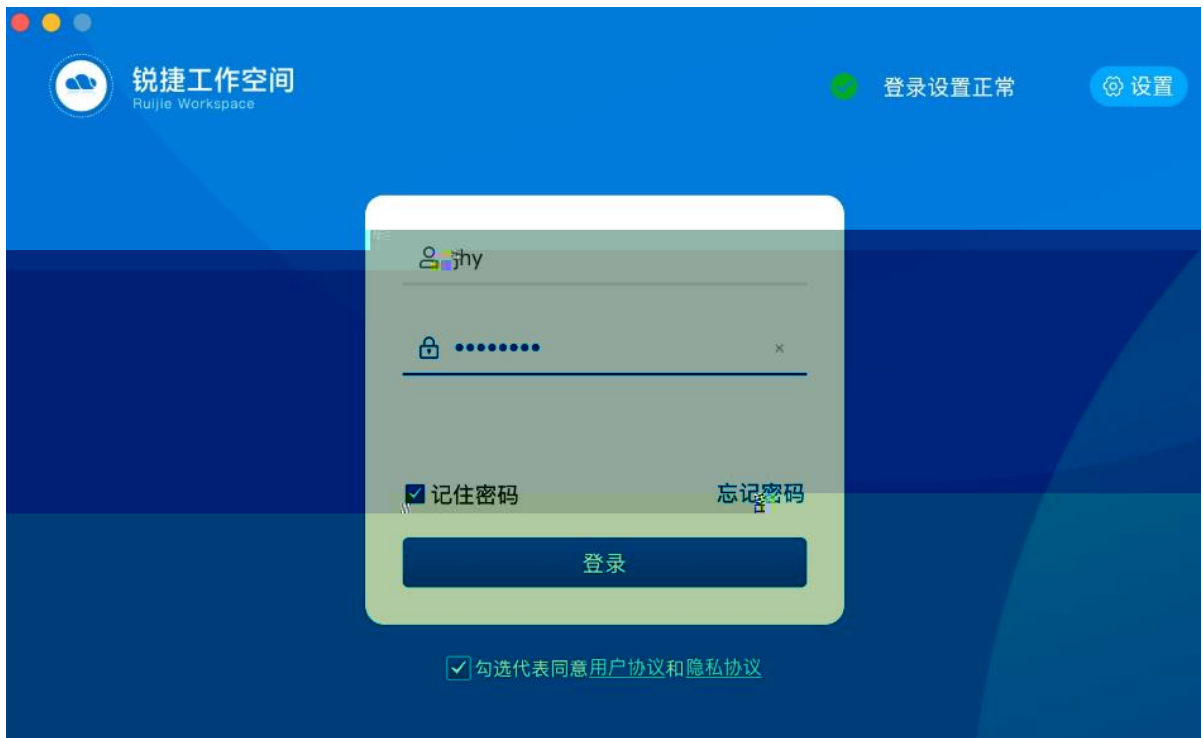 锐捷工作空间
Ruijie Workspace
登录设置正常
设置
记住密码
忘记密码
登录
勾选代表同意用户协议和隐私协议